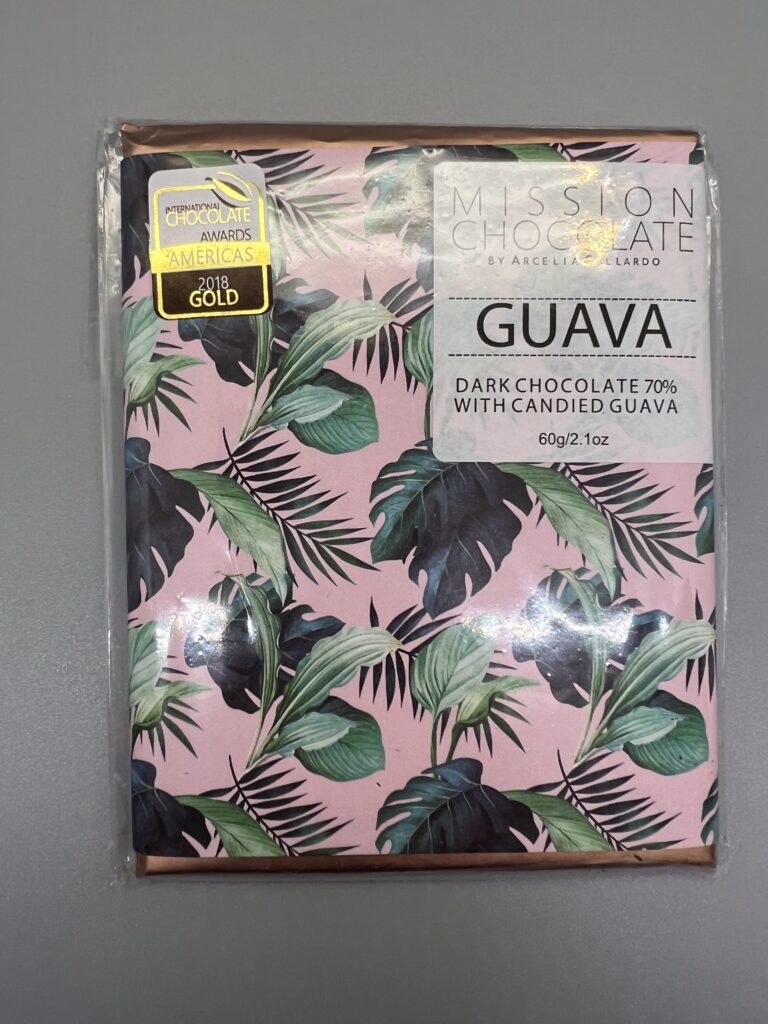 INTERNATIONAL
CHOCOLATE
AWARDS
AMERICAS
2018
GOLD
MISSION
CHOCOLATE
BY ARCELIA GALLARDO
GUAVA
DARK CHOCOLATE 70%
WITH CANDIED GUAVA
60g/2.1oz